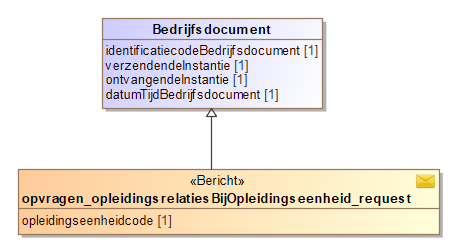 Bedrijfsdocument
identificatiecodeBedrijfsdocument [1]
verzendendeInstantie [1]
ontvangendeInstantie [1]
datumTijdBedrijfsdocument [1]
«Bericht»
opvragen_opleidingsrelatiesBijOpleidingseenheid_request
opleidingseenheidcode [1]